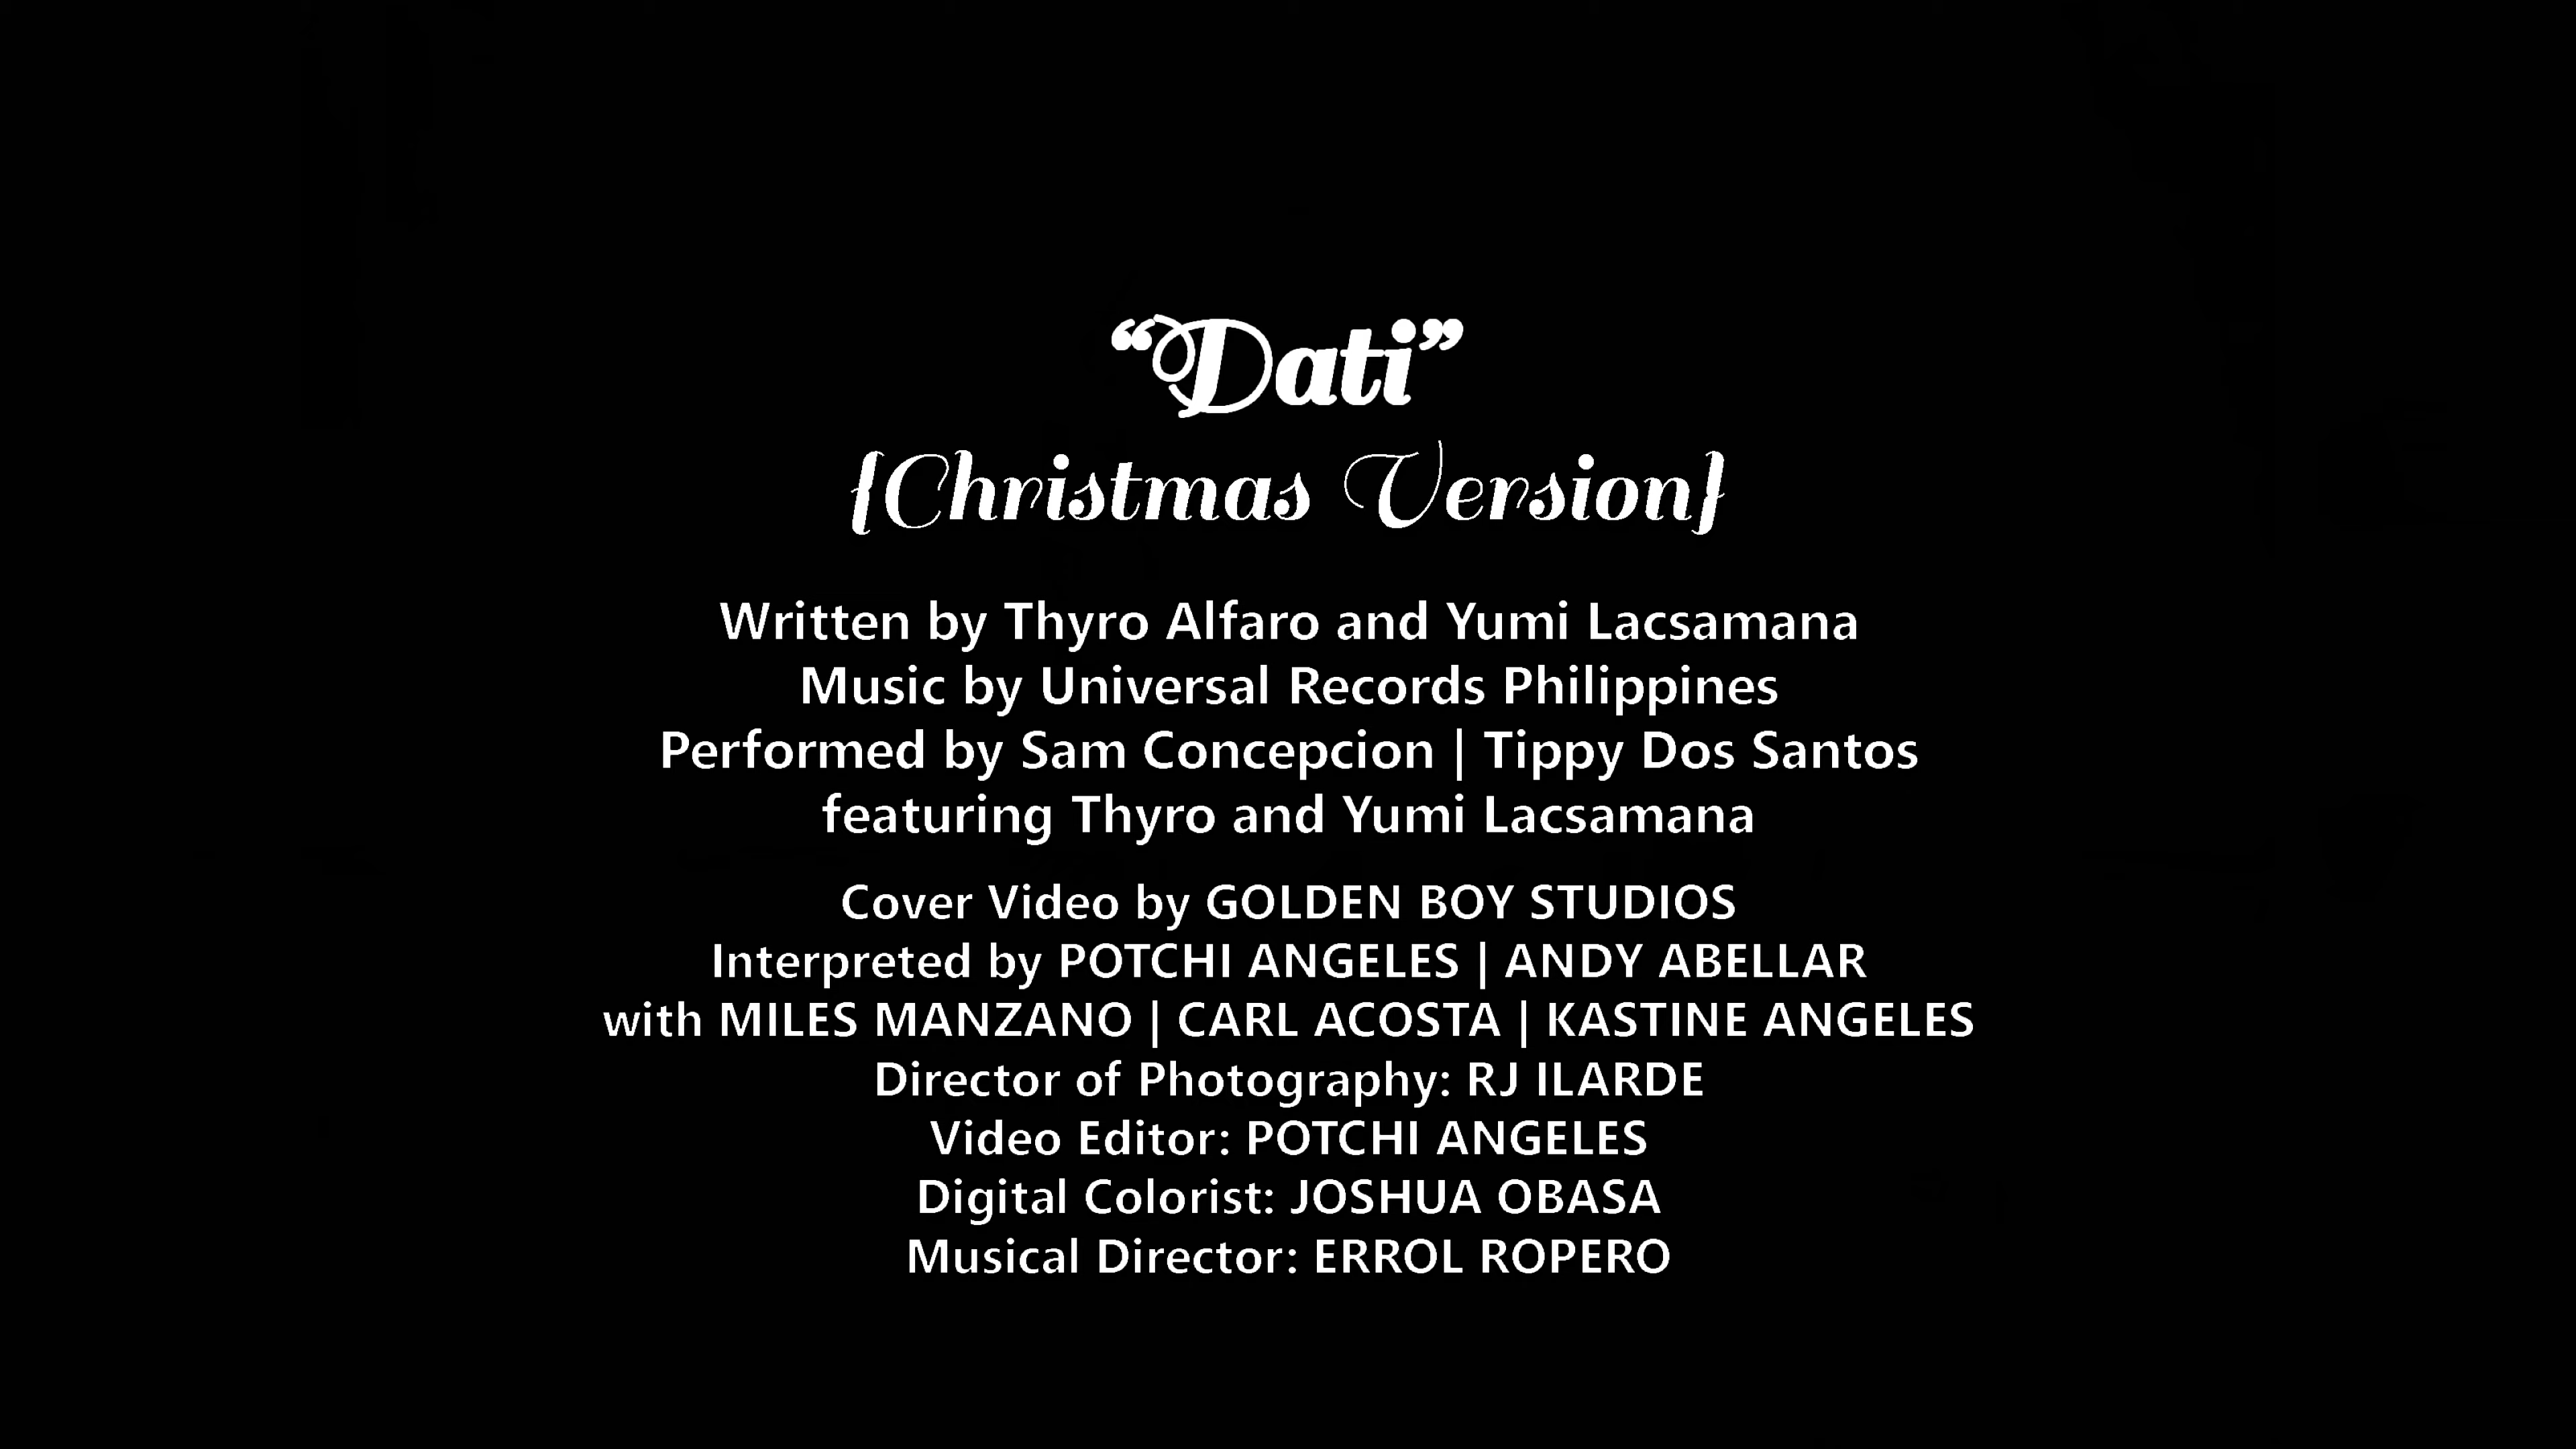 “Dati”
{Christmas Version}
Written by Thyro Alfaro and Yumi Lacsamana
Music by Universal Records Philippines
Performed by Sam Concepcion | Tippy Dos Santos
featuring Thyro and Yumi Lacsamana
Cover Video by GOLDEN BOY STUDIOS
Interpreted by POTCHI ANGELES | ANDY ABELLAR
with MILES MANZANO | CARL ACOSTA | KASTINE ANGELES
Director of Photography: RJ ILARDE
Video Editor: POTCHI ANGELES
Digital Colorist: JOSHUA OBASA
Musical Director: ERROL ROPERO